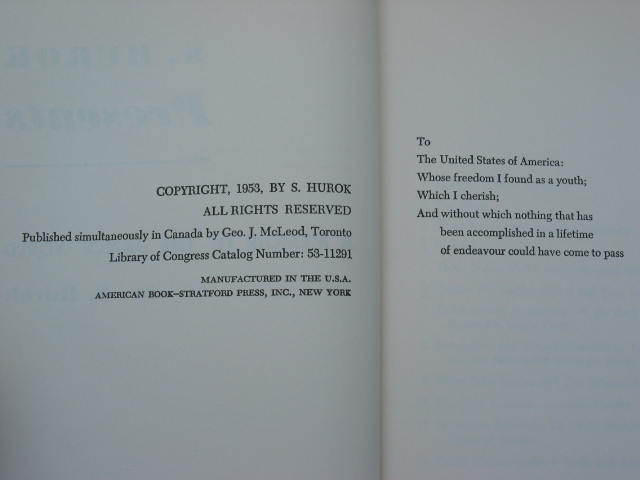 COPYRIGHT, 1953, BY S. HUROK
ALL RIGHTS RESERVED
Published simultaneously in Canada by Geo. J. McLeod, Toronto
Library of Congress Catalog Number: 53-11291
MANUFACTURED IN THE U.S.A.
AMERICAN BOOK—STRATFORD PRESS, INC., NEW YORK
To
The United States of America:
Whose freedom I found as a youth;
Which I cherish;
And without which nothing that has
been accomplished in a lifetime
of endeavour could have come to pass